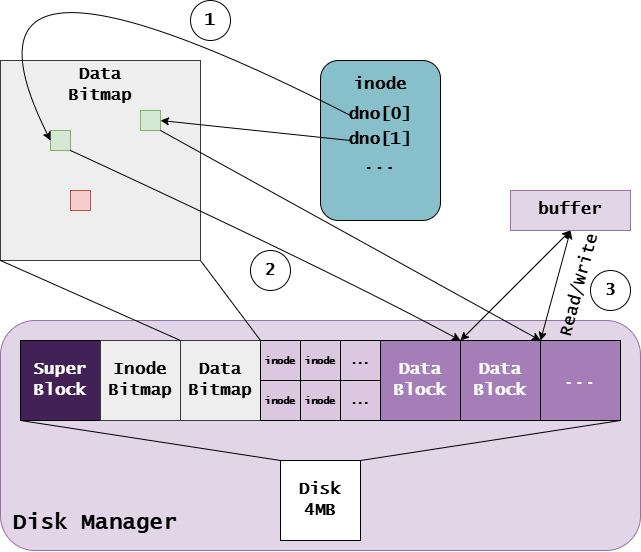 1
Data
Bitmap
inode
dno[0]
dno[1]
...
buffer
2
Read/Write
3
Super
Block
Inode
Bitmap
Data
Bitmap
inode
inode
...
inode
inode
...
Data
Block
Data
Block
...
Disk
4MB
Disk Manager